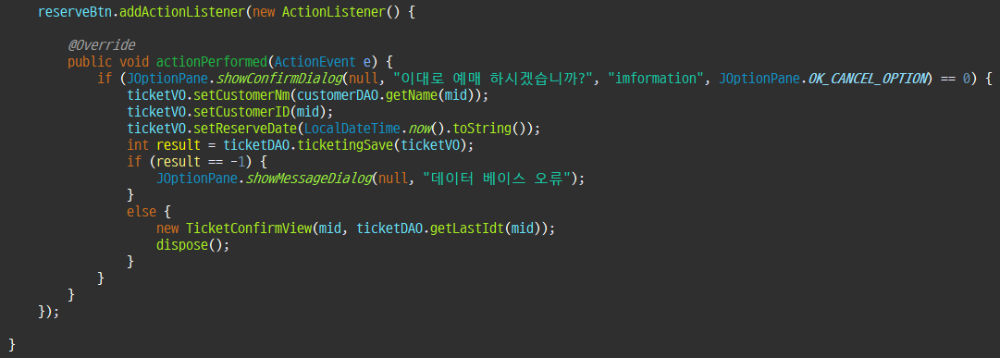 reserveBtn.addActionListener(new ActionListener() {
@Override
public void actionPerformed(ActionEvent e) {
if (JOptionPane.showConfirmDialog(null, "이대로 예매 하시겠습니까?", "imformation", JOptionPane.OK_CANCEL_OPTION) == 0) {
ticketVO.setCustomerNm(customerDAO.getName(mid));
ticketVO.setCustomerID(mid);
ticketVO.setReserveDate(LocalDateTime.now().toString());
int result = ticketDAO.ticketingSave(ticketVO);
if (result == -1) {
JOptionPane.showMessageDialog(null, "데이터 베이스 오류");
}
else {
new TicketConfirmView(mid, ticketDAO.getLastIdt(mid));
dispose();
}
}
}
});
}